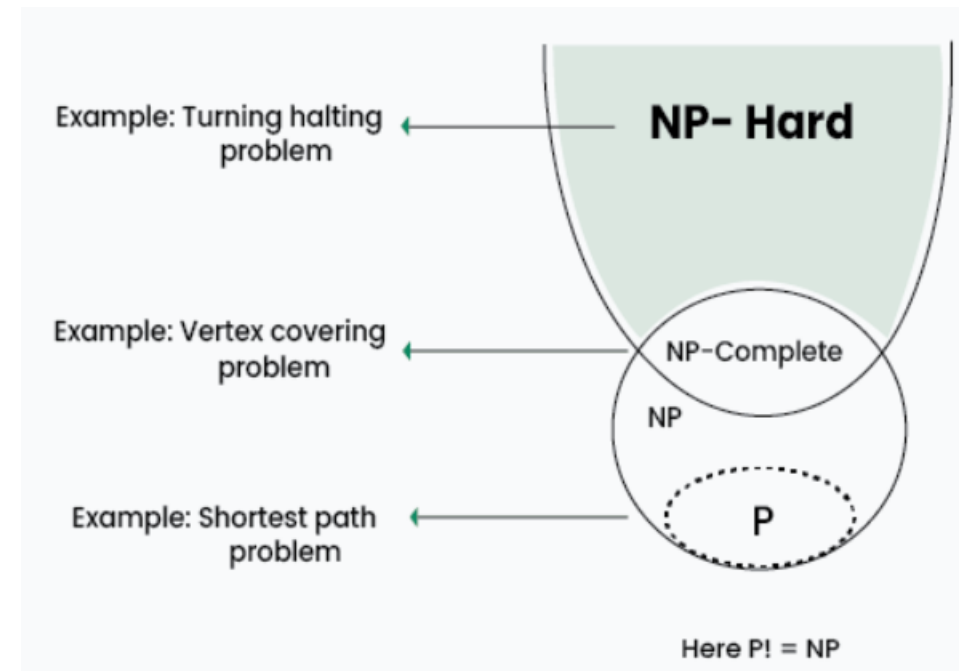 Example: Turning halting
problem
NP- Hard
Example: Vertex covering
problem
NP-Complete
NP
Example: Shortest path
problem
P
Here P! = NP